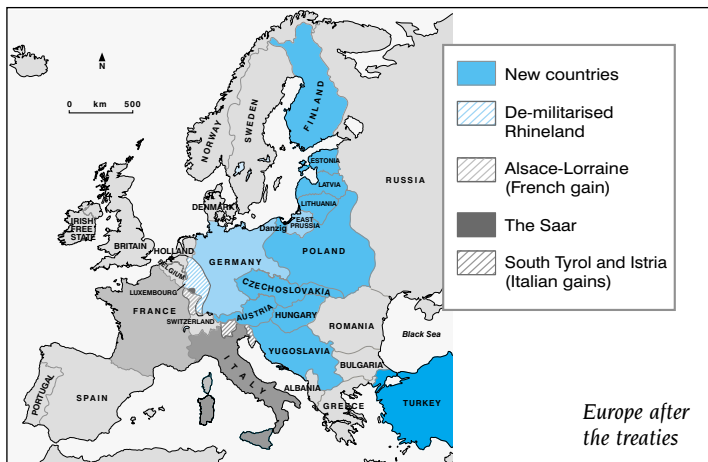 N
0 km 500
NORWAY
SWEDEN
FINLAND
ESTONIA
LATVIA
LITHUANIA
RUSSIA
DENMARK
Danzig
EAST
PRUSSIA
IRISH
FREE
STATE
BRITAIN
HOLLAND
BELGIUM
GERMANY
POLAND
LUXEMBOURG
CZECHOSLOVAKIA
FRANCE
SWITZERLAND
AUSTRIA
HUNGARY
ROMANIA
Black Sea
YUGOSLAVIA
BULGARIA
ITALY
ALBANIA
GREECE
TURKEY
PORTUGAL
SPAIN
New countries
De-militarised
Rhineland
Alsace-Lorraine
(French gain)
The Saar
South Tyrol and Istria
(Italian gains)
Europe after
the treaties